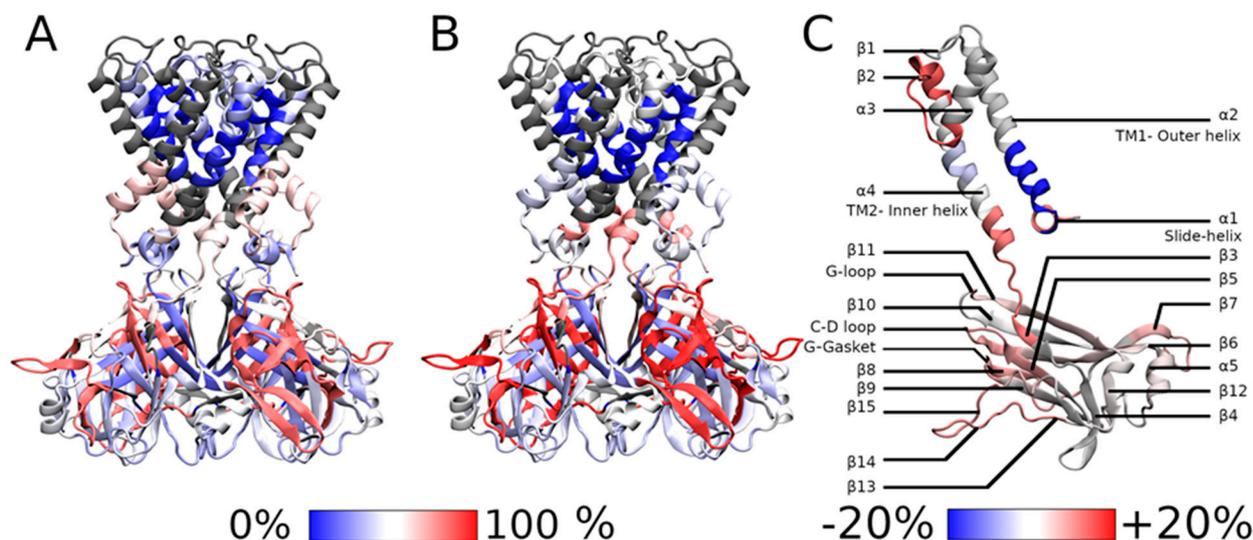 A
B
C
β1
β2
α3
α2
TM1- Outer helix
α4
TM2- Inner helix
α1
Slide-helix
β11
G-loop
β10
C-D loop
G-Gasket
β8
β9
β15
β14
β13
β3
β5
β7
β6
α5
β12
β4
0%
100 %
-20%
+20%